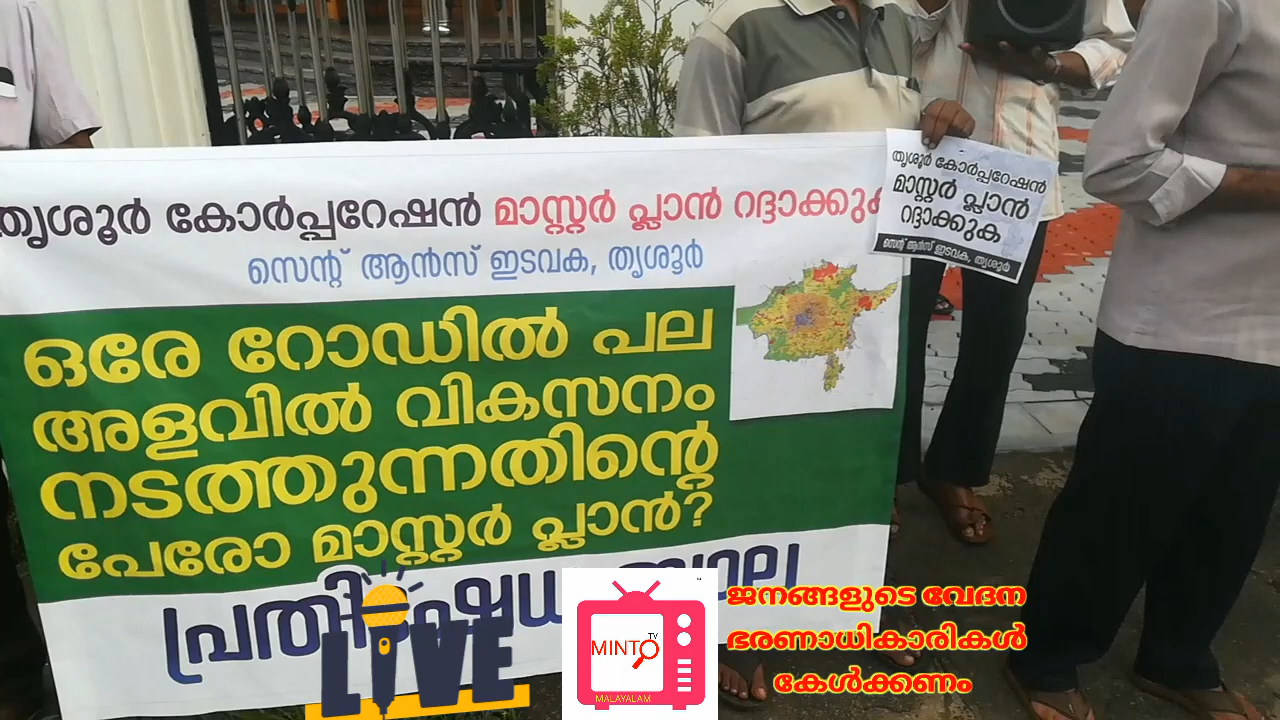 തൃശൂർ കോർപ്പറേഷൻ മാസ്റ്റർ പ്ലാൻ റദ്ദാക്കുക
സെന്റ് ആൻസ് ഇടവക, തൃശൂർ
ഒരേ റോഡിൽ പല
അളവിൽ വികസനം
നടത്തുന്നതിന്റെ
പേരോ മാസ്റ്റർ പ്ലാൻ?
തൃശൂർ കോർപ്പറേഷൻ
മാസ്റ്റർ പ്ലാൻ
റദ്ദാക്കുക
സെന്റ് ആൻസ് ഇടവക, തൃശൂർ
LIVE
MINTO TV
MALAYALAM
ജനങ്ങളുടെ വേദന
ഭരണാധികാരികൾ
കേൾക്കണം